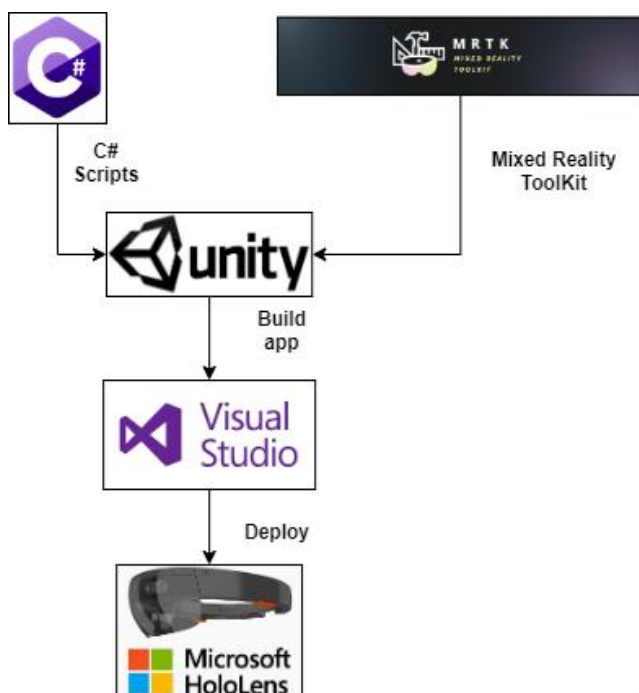 C#
MRTK
MIXED REALITY
TOOLKIT
C#
Scripts
Mixed Reality
ToolKit
unity
Build
app
Visual
Studio
Deploy
Microsoft
HoloLens